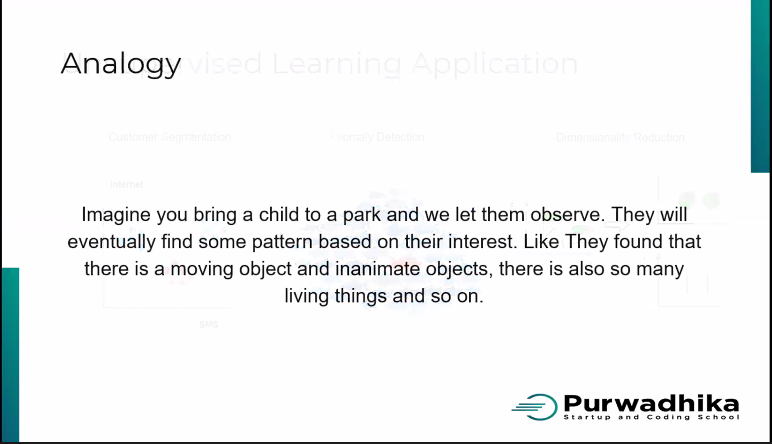 Analogy
vised Learning Application
Customer Segmentation
Detection
Dimensionality Reduction
Internet
Imagine you bring a child to a park and we let them observe. They will
eventually find some pattern based on their interest. Like They found that
there is a moving object and inanimate objects, there is also so many
living things and so on.
SMS
Purwadhika
Startup and Coding School